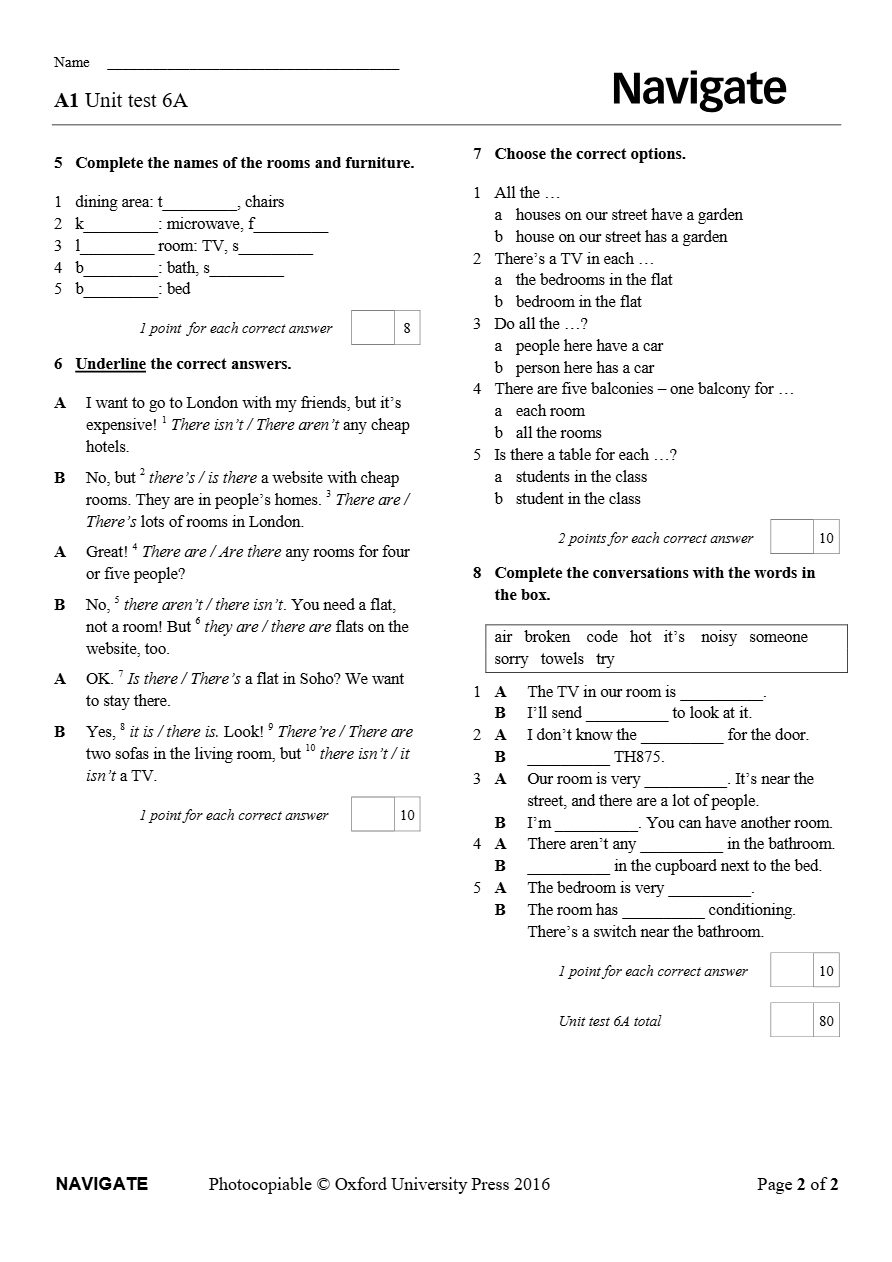 Name ____________________________________
A1 Unit test 6A
Navigate
5 Complete the names of the rooms and furniture.
1 dining area: t_________, chairs
2 k_________: microwave, f_________
3 l_________ room: TV, s_________
4 b_________: bath, s_________
5 b_________: bed
1 point for each correct answer 8
6 Underline the correct answers.
A I want to go to London with my friends, but it’s
expensive! 1 There isn’t / There aren’t any cheap
hotels.
B No, but 2 there’s / is there a website with cheap
rooms. They are in people’s homes. 3 There are /
There’s lots of rooms in London.
A Great! 4 There are / Are there any rooms for four
or five people?
B No, 5 there aren’t / there isn’t. You need a flat,
not a room! But 6 they are / there are flats on the
website, too.
A OK. 7 Is there / There’s a flat in Soho? We want
to stay there.
B Yes, 8 it is / there is. Look! 9 There’re / There are
two sofas in the living room, but 10 there isn’t / it
isn’t a TV.
1 point for each correct answer 10
7 Choose the correct options.
1 All the …
a houses on our street have a garden
b house on our street has a garden
2 There’s a TV in each …
a the bedrooms in the flat
b bedroom in the flat
3 Do all the …?
a people here have a car
b person here has a car
4 There are five balconies – one balcony for …
a each room
b all the rooms
5 Is there a table for each …?
a students in the class
b student in the class
2 points for each correct answer 10
8 Complete the conversations with the words in
the box.
air broken code hot it’s noisy someone
sorry towels try
1 A The TV in our room is __________.
B I’ll send __________ to look at it.
2 A I don’t know the __________ for the door.
B __________ TH875.
3 A Our room is very __________. It’s near the
street, and there are a lot of people.
B I’m __________. You can have another room.
4 A There aren’t any __________ in the bathroom.
B __________ in the cupboard next to the bed.
5 A The bedroom is very __________.
B The room has __________ conditioning.
There’s a switch near the bathroom.
1 point for each correct answer 10
Unit test 6A total 80
NAVIGATE Photocopiable © Oxford University Press 2016 Page 2 of 2